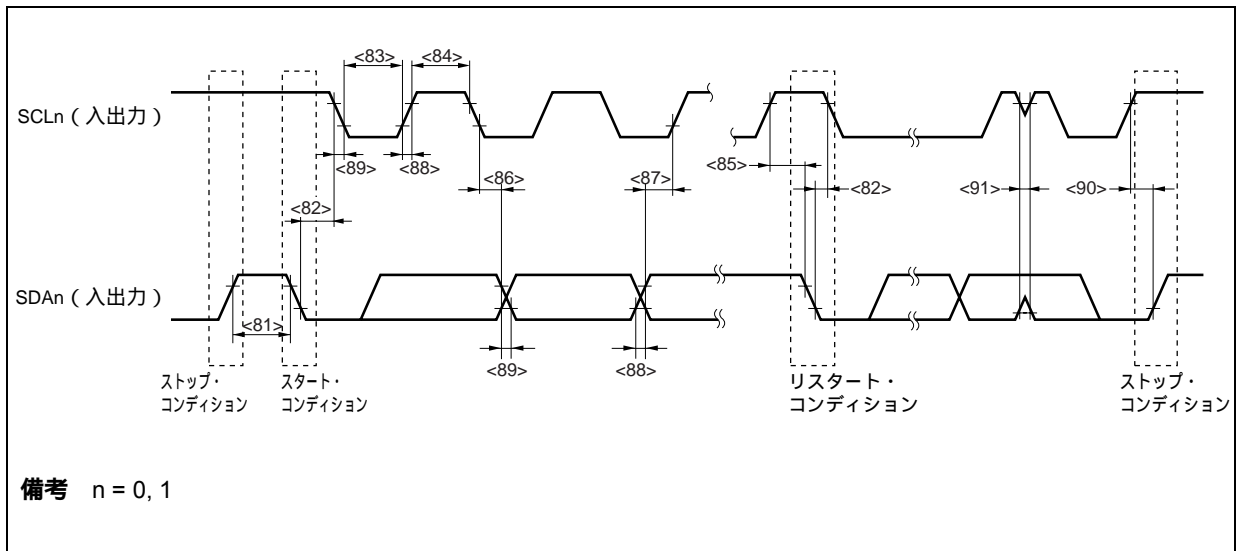 <83> <84>
SCLn（入出力）
<89> <88> <86> <87> <85> <82> <91> <90>
<82>
SDAn（入出力）
<81>
<89> <88>
ストップ・
コンディション
スタート・
コンディション
リスタート・
コンディション
ストップ・
コンディション
備考 n = 0, 1